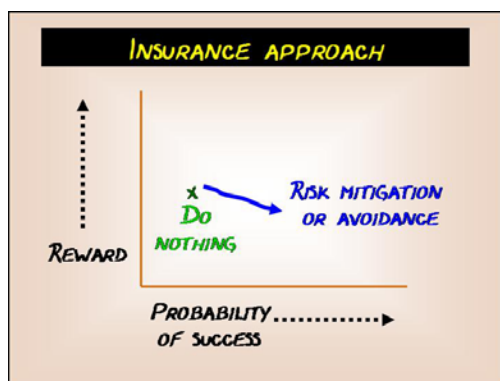 INSURANCE APPROACH
x
DO
NOTHING
RISK MITIGATION
OR AVOIDANCE
REWARD
PROBABILITY
OF SUCCESS